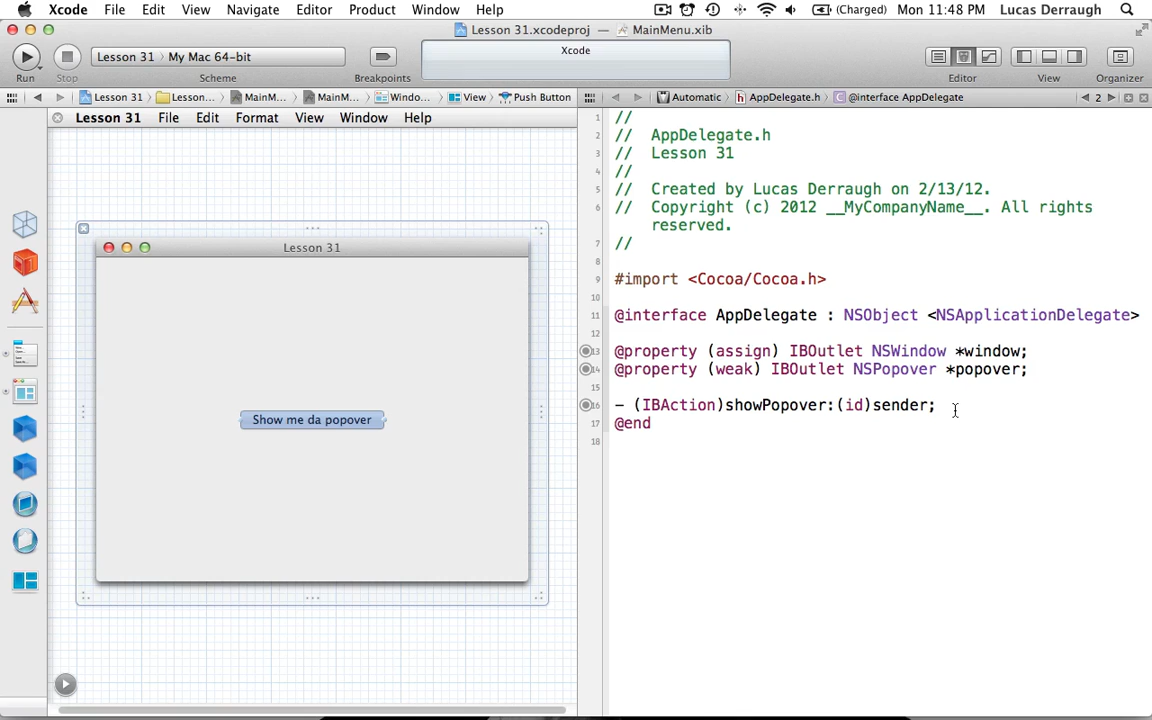 Xcode File Edit View Navigate Editor Product Window Help (Charged) Mon 11:48 PM Lucas Derraugh
Lesson 31.xcodeproj — MainMenu.xib
Lesson 31 〉 My Mac 64-bit
Xcode
Run Stop Scheme Breakpoints Editor View Organizer
Lesson 31 Lesson... MainM... MainM... Windo... View Push Button
Automatic AppDelegate.h @interface AppDelegate 2
Lesson 31 File Edit Format View Window Help
Lesson 31
Show me da popover
1 //
2 // AppDelegate.h
3 // Lesson 31
4 //
5 // Created by Lucas Derraugh on 2/13/12.
6 // Copyright (c) 2012 __MyCompanyName__. All rights
reserved.
7 //
8
9 #import <Cocoa/Cocoa.h>
10
11 @interface AppDelegate : NSObject <NSApplicationDelegate>
12
13 @property (assign) IBOutlet NSWindow *window;
14 @property (weak) IBOutlet NSPopover *popover;
15
16 - (IBAction)showPopover:(id)sender;
17 @end
18